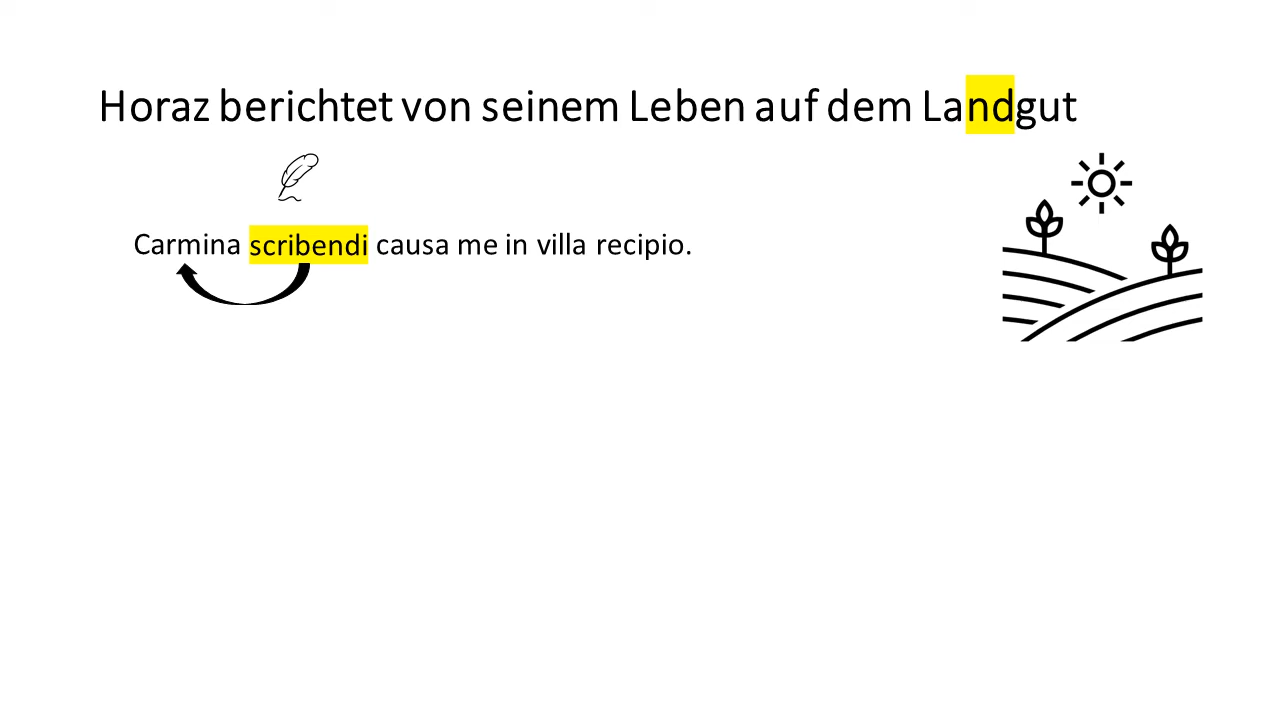 Horaz berichtet von seinem Leben auf dem Landgut
Carmina scribendi causa me in villa recipio.